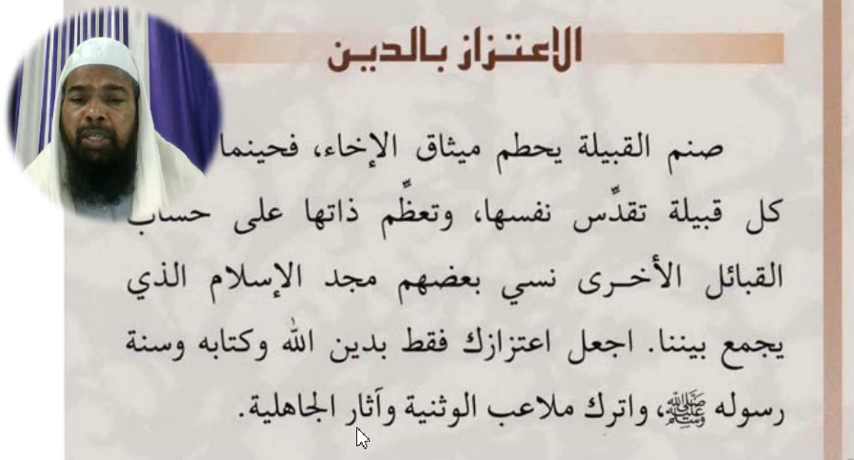 الاعتزاز بالدين
صنم القبيلة يحطم ميثاق الإخاء، فحينما
كل قبيلة تقدِّس نفسها، وتعظِّم ذاتها على حساب
القبائل الأخرى نسي بعضهم مجد الإسلام الذي
يجمع بيننا. اجعل اعتزازك فقط بدين الله وكتابه وسنة
رسوله ﷺ، واترك ملاعب الوثنية وآثار الجاهلية.